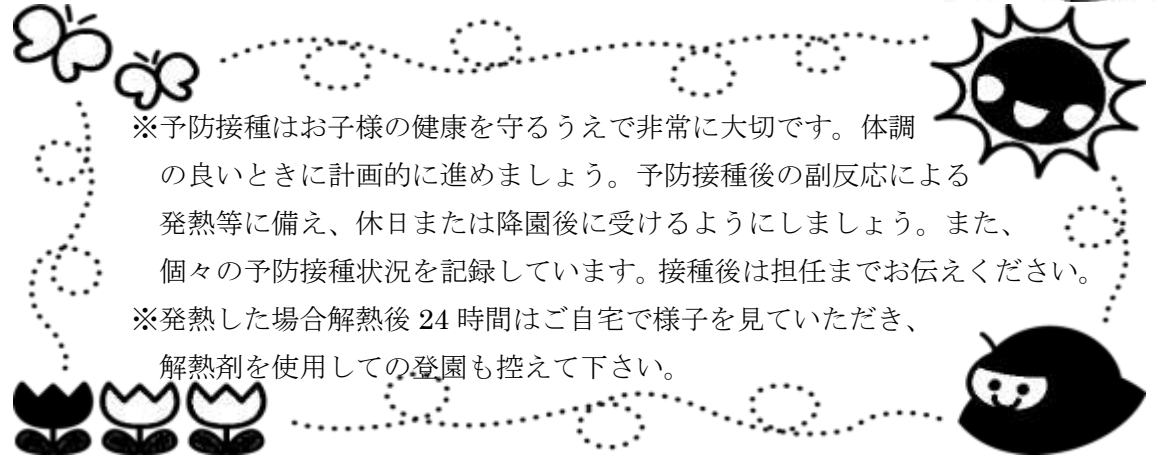 ※予防接種はお子様の健康を守るうえで非常に大切です。体調
の良いときに計画的に進めましょう。予防接種後の副反応による
発熱等に備え、休日または降園後に受けるようにしましょう。また、
個々の予防接種状況を記録しています。接種後は担任までお伝えください。
※発熱した場合解熱後 24 時間はご自宅で様子を見ていただき、
解熱剤を使用しての登園も控えて下さい。